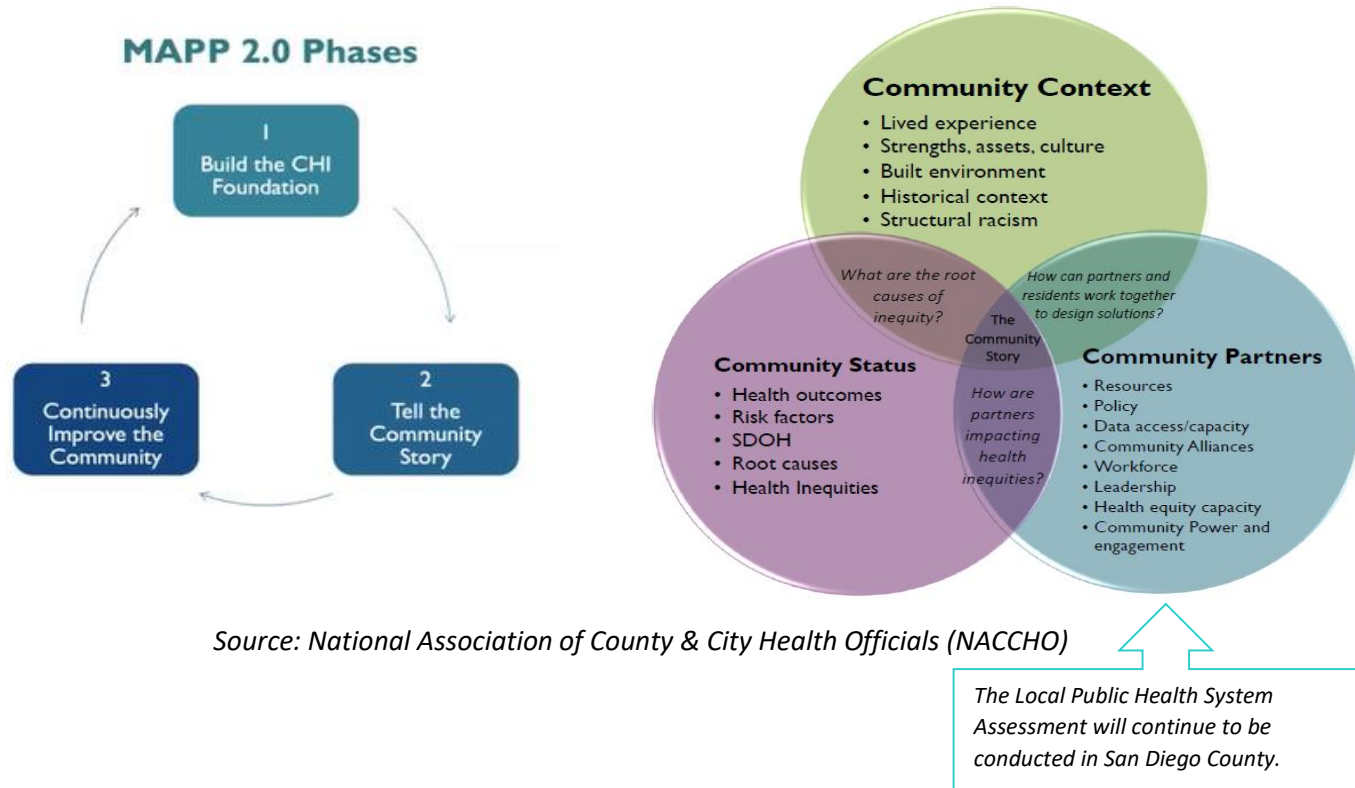 MAPP 2.0 Phases
1
Build the CHI
Foundation
2
Tell the
Community
Story
3
Continuously
Improve the
Community
Community Context
• Lived experience
• Strengths, assets, culture
• Built environment
• Historical context
• Structural racism
What are the root
causes of
inequity?
How can partners and
residents work together
to design solutions?
The
Community
Story
Community Status
• Health outcomes
• Risk factors
• SDOH
• Root causes
• Health Inequities
How are
partners
impacting
health
inequities?
Community Partners
• Resources
• Policy
• Data access/capacity
• Community Alliances
• Workforce
• Leadership
• Health equity capacity
• Community Power and
engagement
Source: National Association of County & City Health Officials (NACCHO)
The Local Public Health System
Assessment will continue to be
conducted in San Diego County.